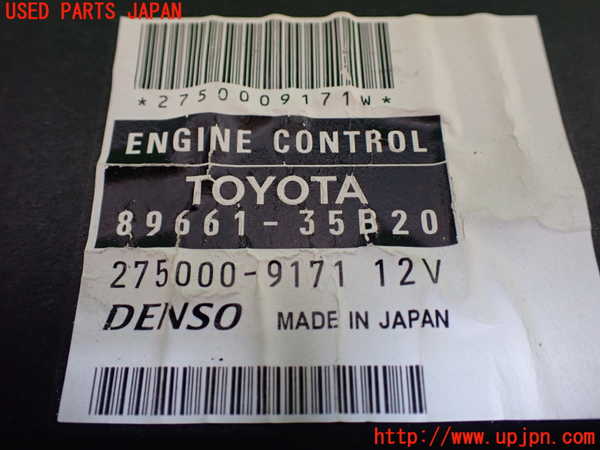 USED PARTS JAPAN
*2750009171W*
ENGINE CONTROL
TOYOTA
89661-35B20
275000-9171 12V
DENSO MADE IN JAPAN
http://www.upjpn.com/